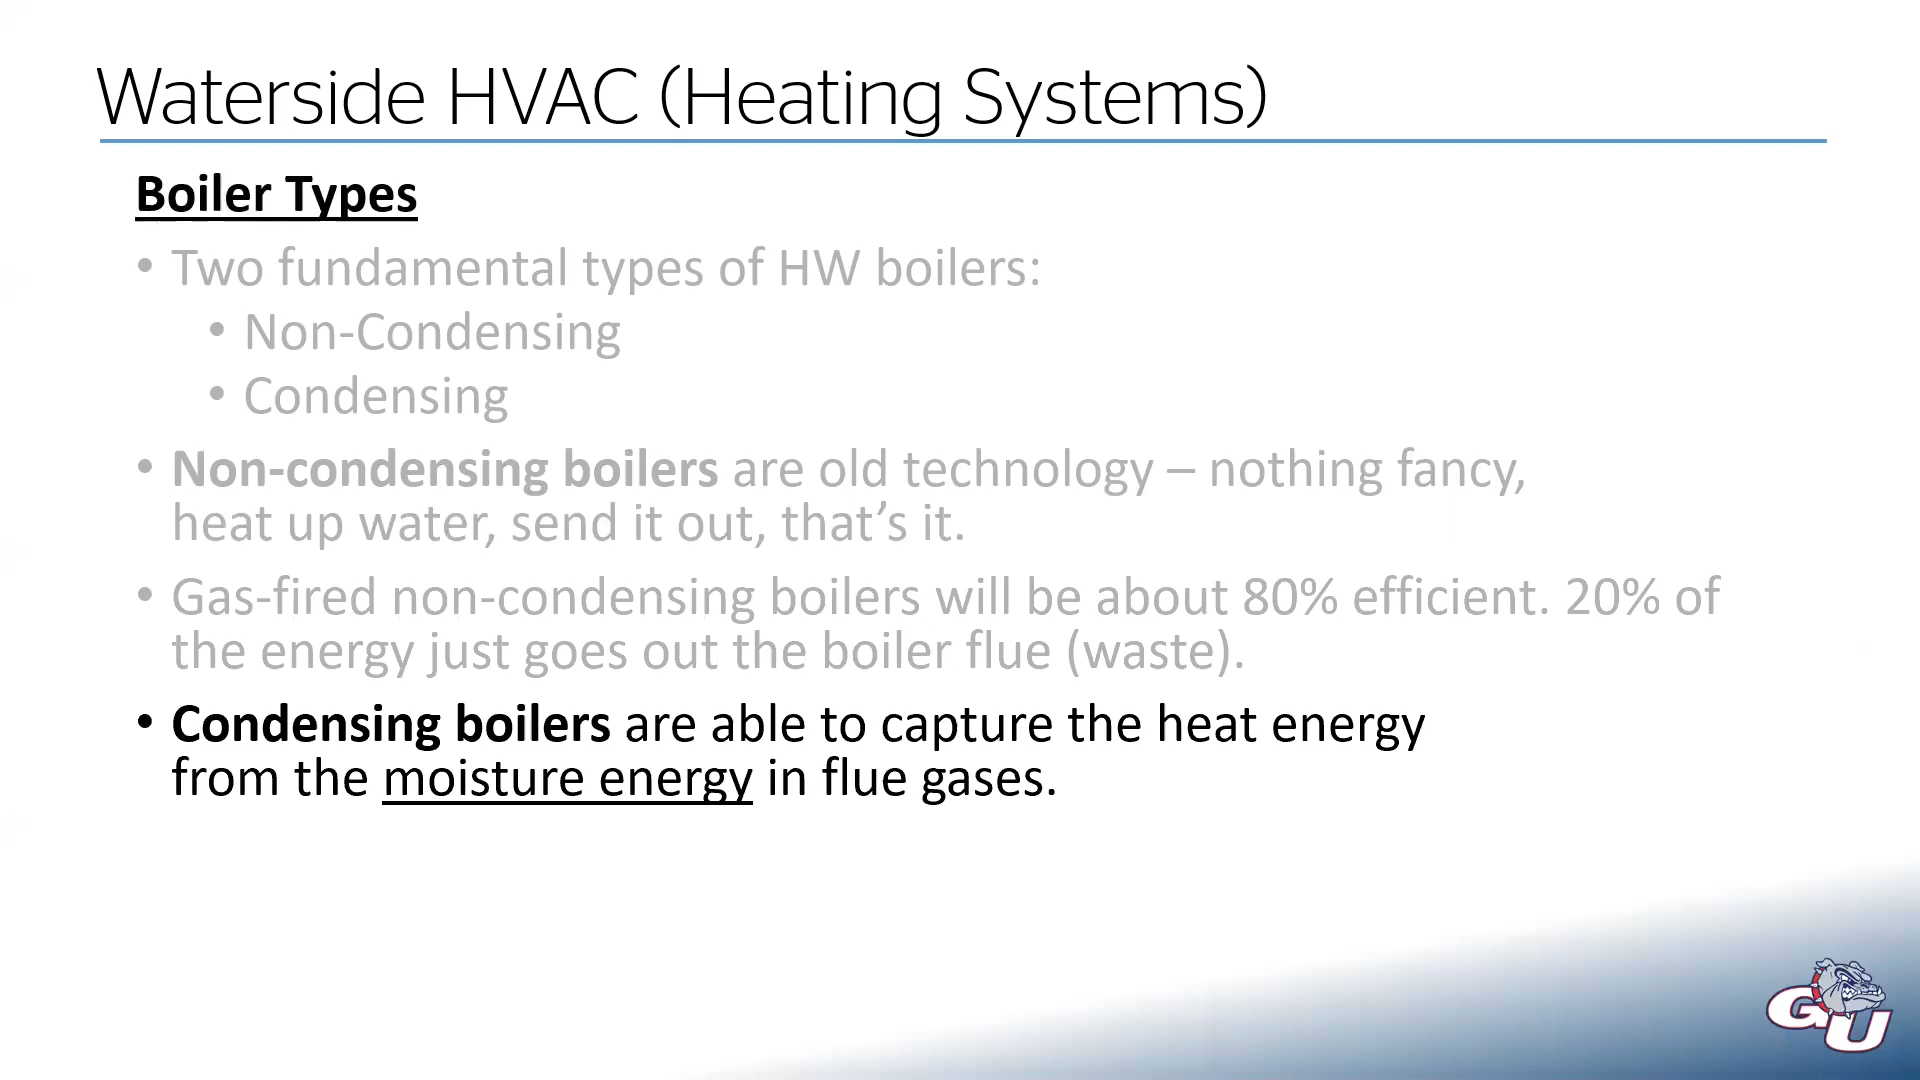 Waterside HVAC (Heating Systems)
Boiler Types
• Two fundamental types of HW boilers:
• Non-Condensing
• Condensing
• Non-condensing boilers are old technology – nothing fancy,
heat up water, send it out, that’s it.
• Gas-fired non-condensing boilers will be about 80% efficient. 20% of
the energy just goes out the boiler flue (waste).
• Condensing boilers are able to capture the heat energy
from the moisture energy in flue gases.
GU